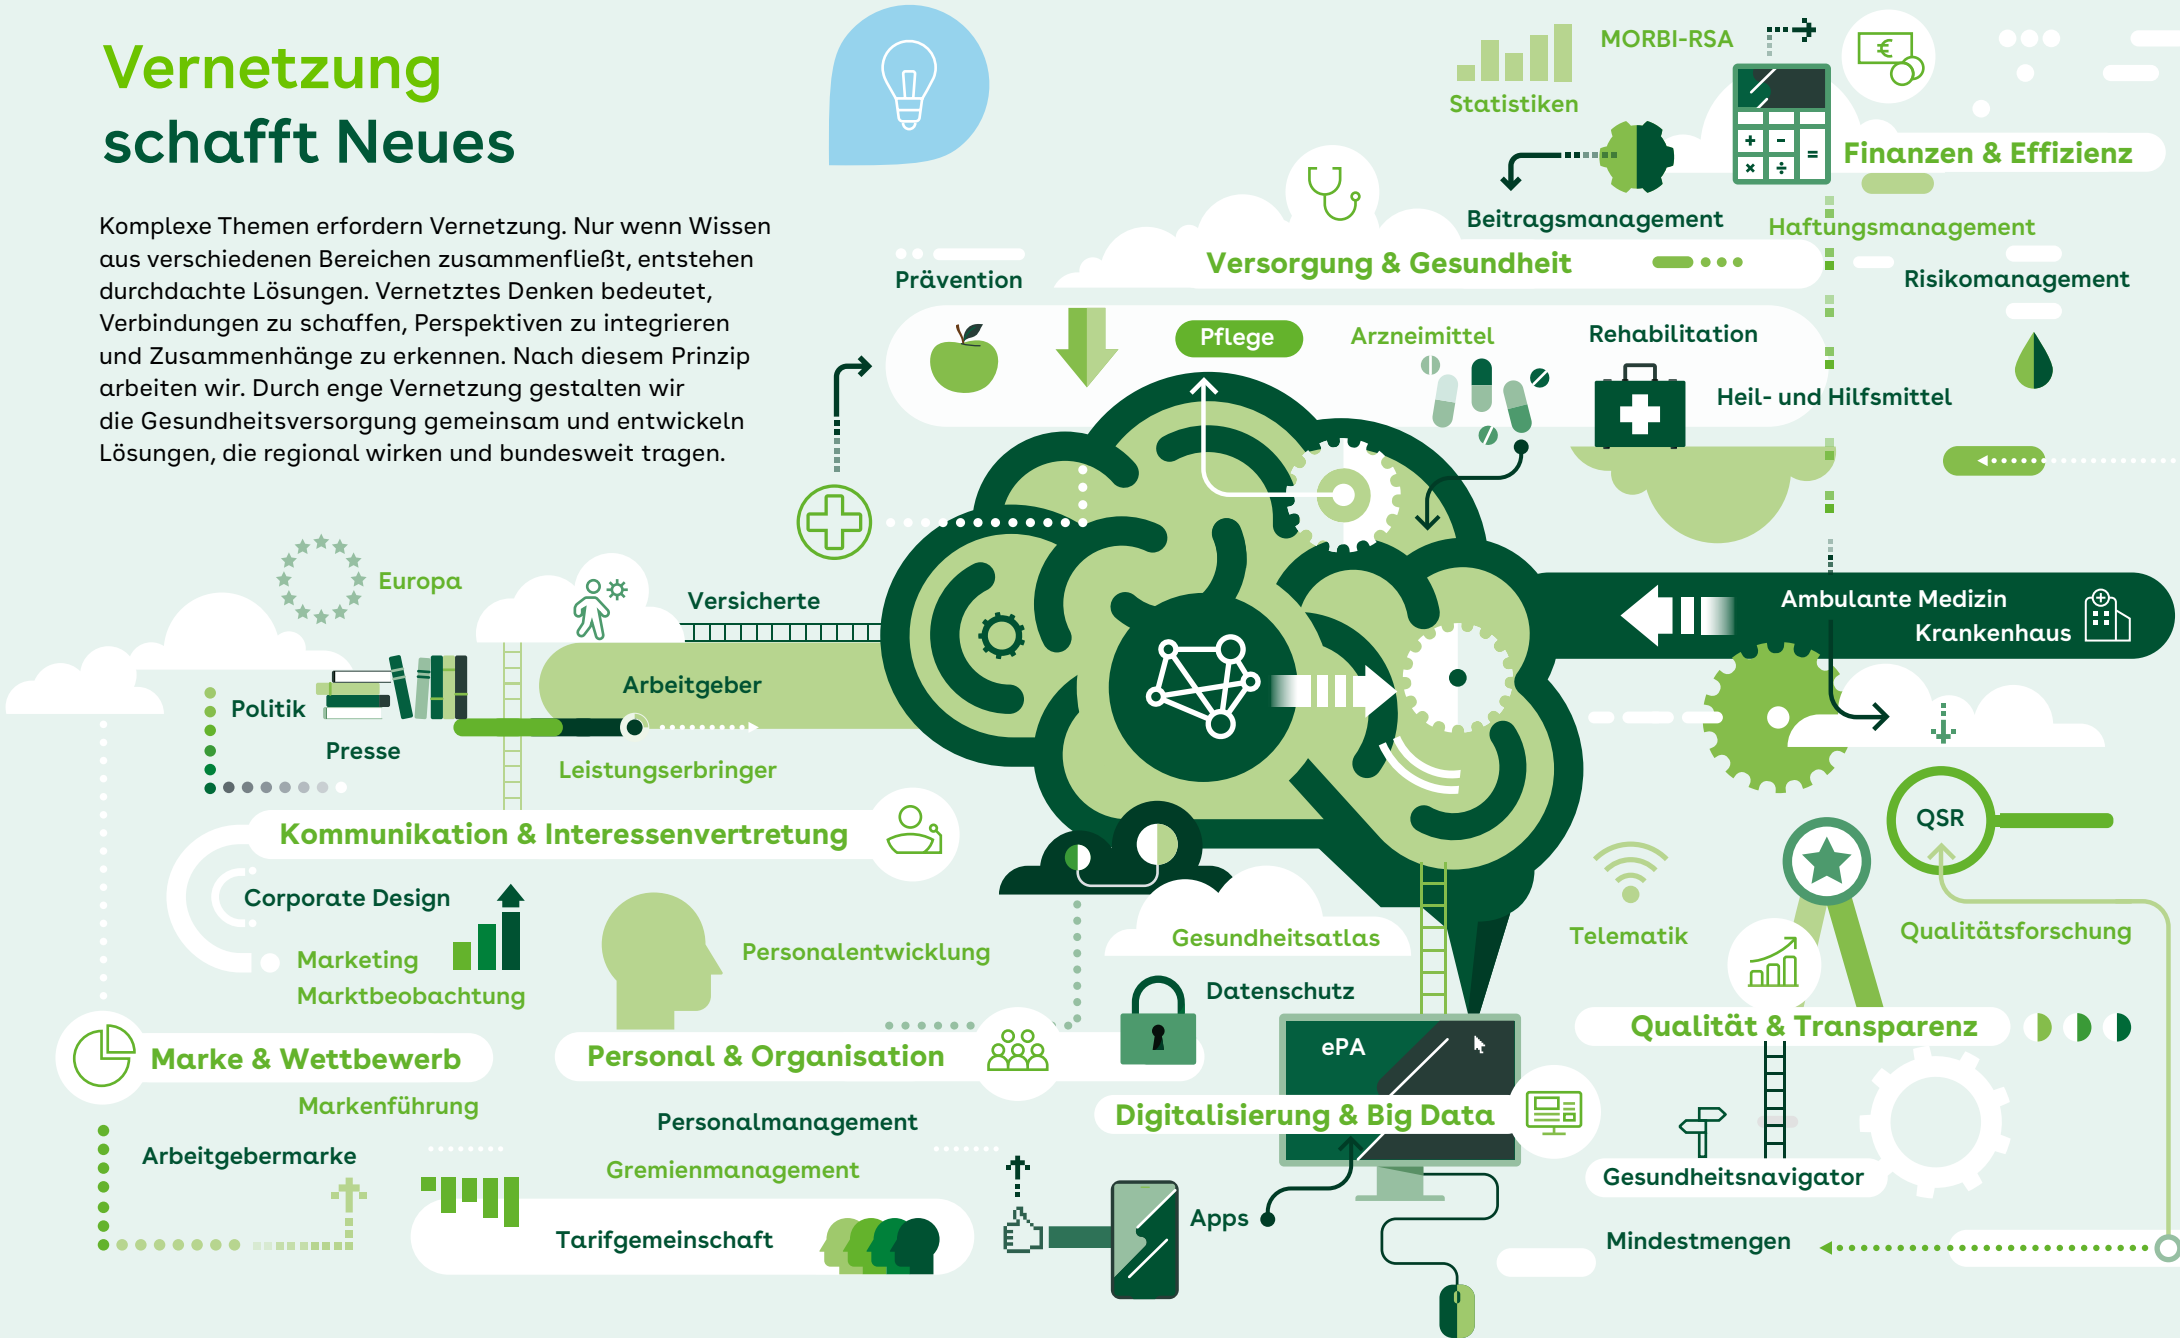 Vernetzung
schafft Neues
Komplexe Themen erfordern Vernetzung. Nur wenn Wissen
aus verschiedenen Bereichen zusammenfließt, entstehen
durchdachte Lösungen. Vernetztes Denken bedeutet,
Verbindungen zu schaffen, Perspektiven zu integrieren
und Zusammenhänge zu erkennen. Nach diesem Prinzip
arbeiten wir. Durch enge Vernetzung gestalten wir
die Gesundheitsversorgung gemeinsam und entwickeln
Lösungen, die regional wirken und bundesweit tragen.
MORBI-RSA
Statistiken
€
+ -
× ÷ =
Finanzen & Effizienz
Beitragsmanagement
Haftungsmanagement
Risikomanagement
Versorgung & Gesundheit
Prävention
Pflege
Arzneimittel
Rehabilitation
Heil- und Hilfsmittel
Ambulante Medizin
Krankenhaus
Europa
Versicherte
Arbeitgeber
Politik
Presse
Leistungserbringer
Kommunikation & Interessenvertretung
Corporate Design
Marketing
Marktbeobachtung
Marke & Wettbewerb
Markenführung
Arbeitgebermarke
Personalentwicklung
Personal & Organisation
Personalmanagement
Gremienmanagement
Tarifgemeinschaft
Gesundheitsatlas
Datenschutz
ePA
Digitalisierung & Big Data
Apps
QSR
Telematik
Qualitätsforschung
Qualität & Transparenz
Gesundheitsnavigator
Mindestmengen